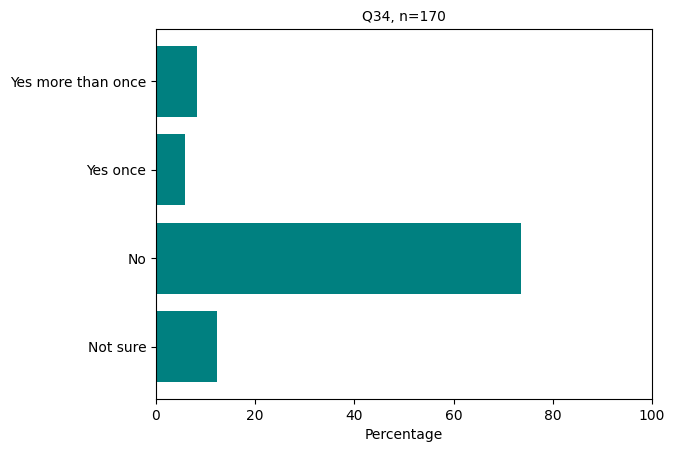 Q34, n=170
Yes more than once
Yes once
No
Not sure
0 20 40 60 80 100
Percentage